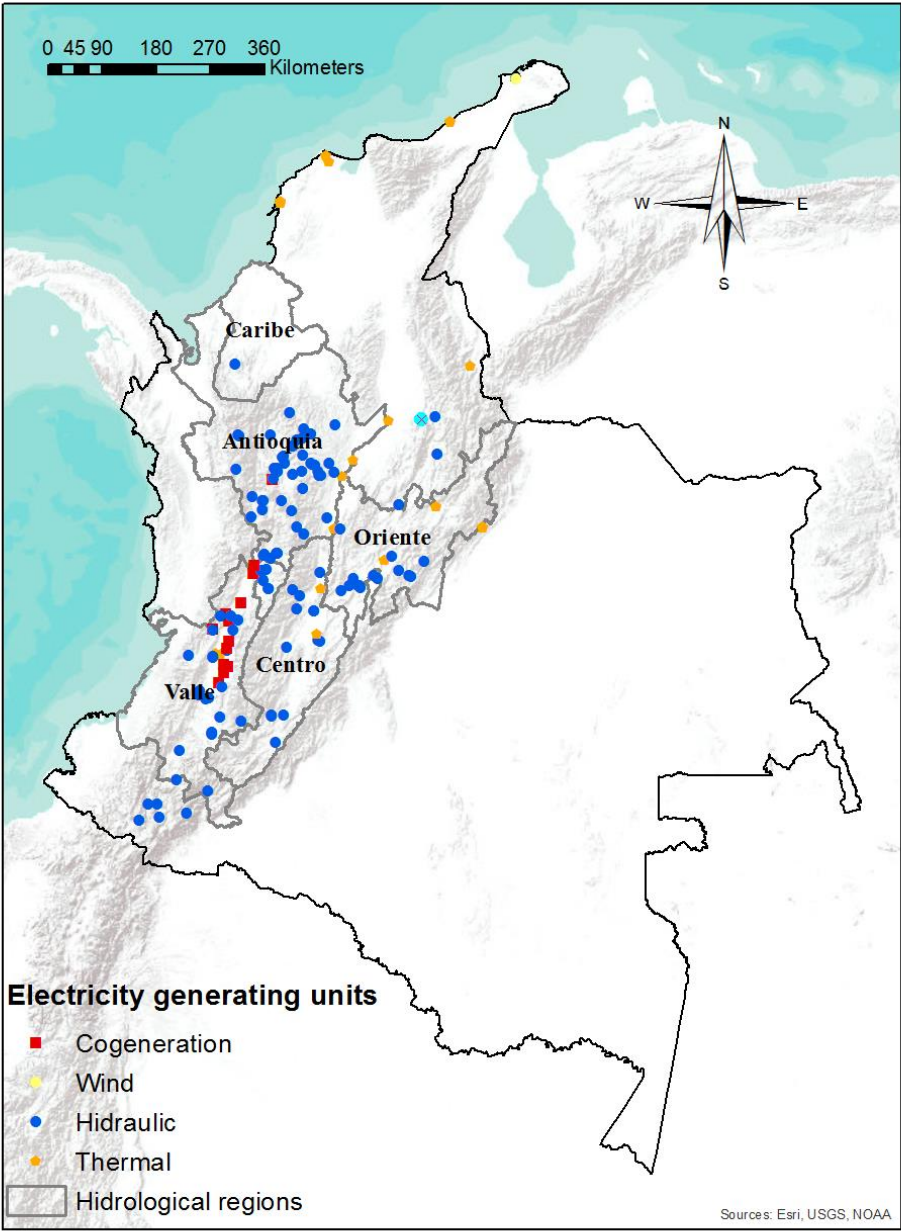 0 45 90 180 270 360
Kilometers
N
W E
S
Caribe
Antioquia
Oriente
Centro
Valle
Electricity generating units
Cogeneration
Wind
Hidraulic
Thermal
Hidrological regions
Sources: Esri, USGS, NOAA